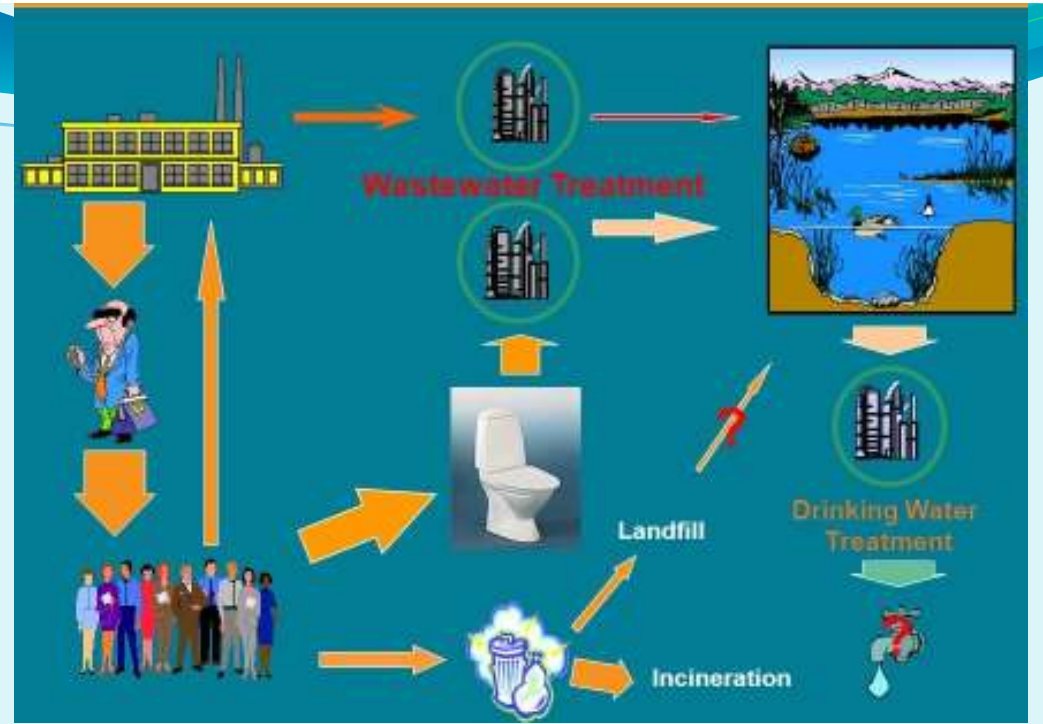 Wastewater Treatment
Landfill
Drinking Water
Treatment
Incineration
?
?